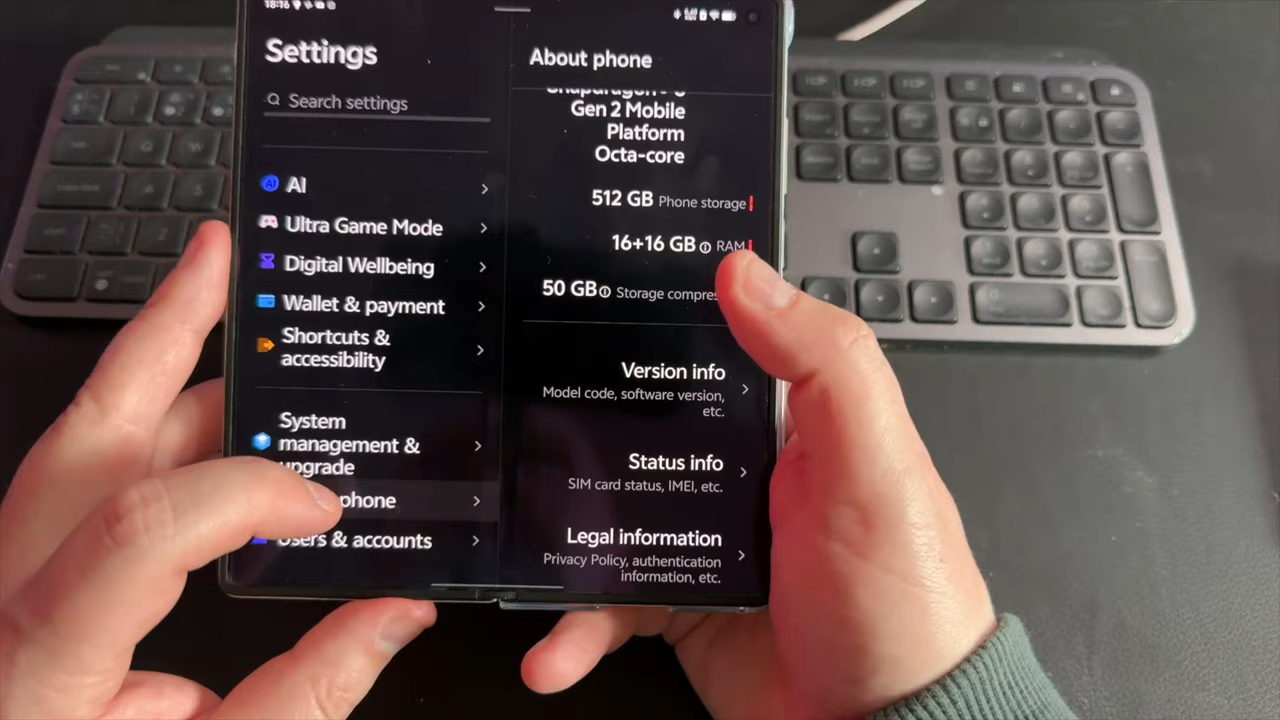 18:16
Settings
Search settings
AI
Ultra Game Mode
Digital Wellbeing
Wallet & payment
Shortcuts &
accessibility
System
management &
upgrade
phone
Users & accounts
About phone
Gen 2 Mobile
Platform
Octa-core
512 GB Phone storage
16+16 GB RAM
50 GB Storage compres
Version info
Model code, software version,
etc.
Status info
SIM card status, IMEI, etc.
Legal information
Privacy Policy, authentication
information, etc.